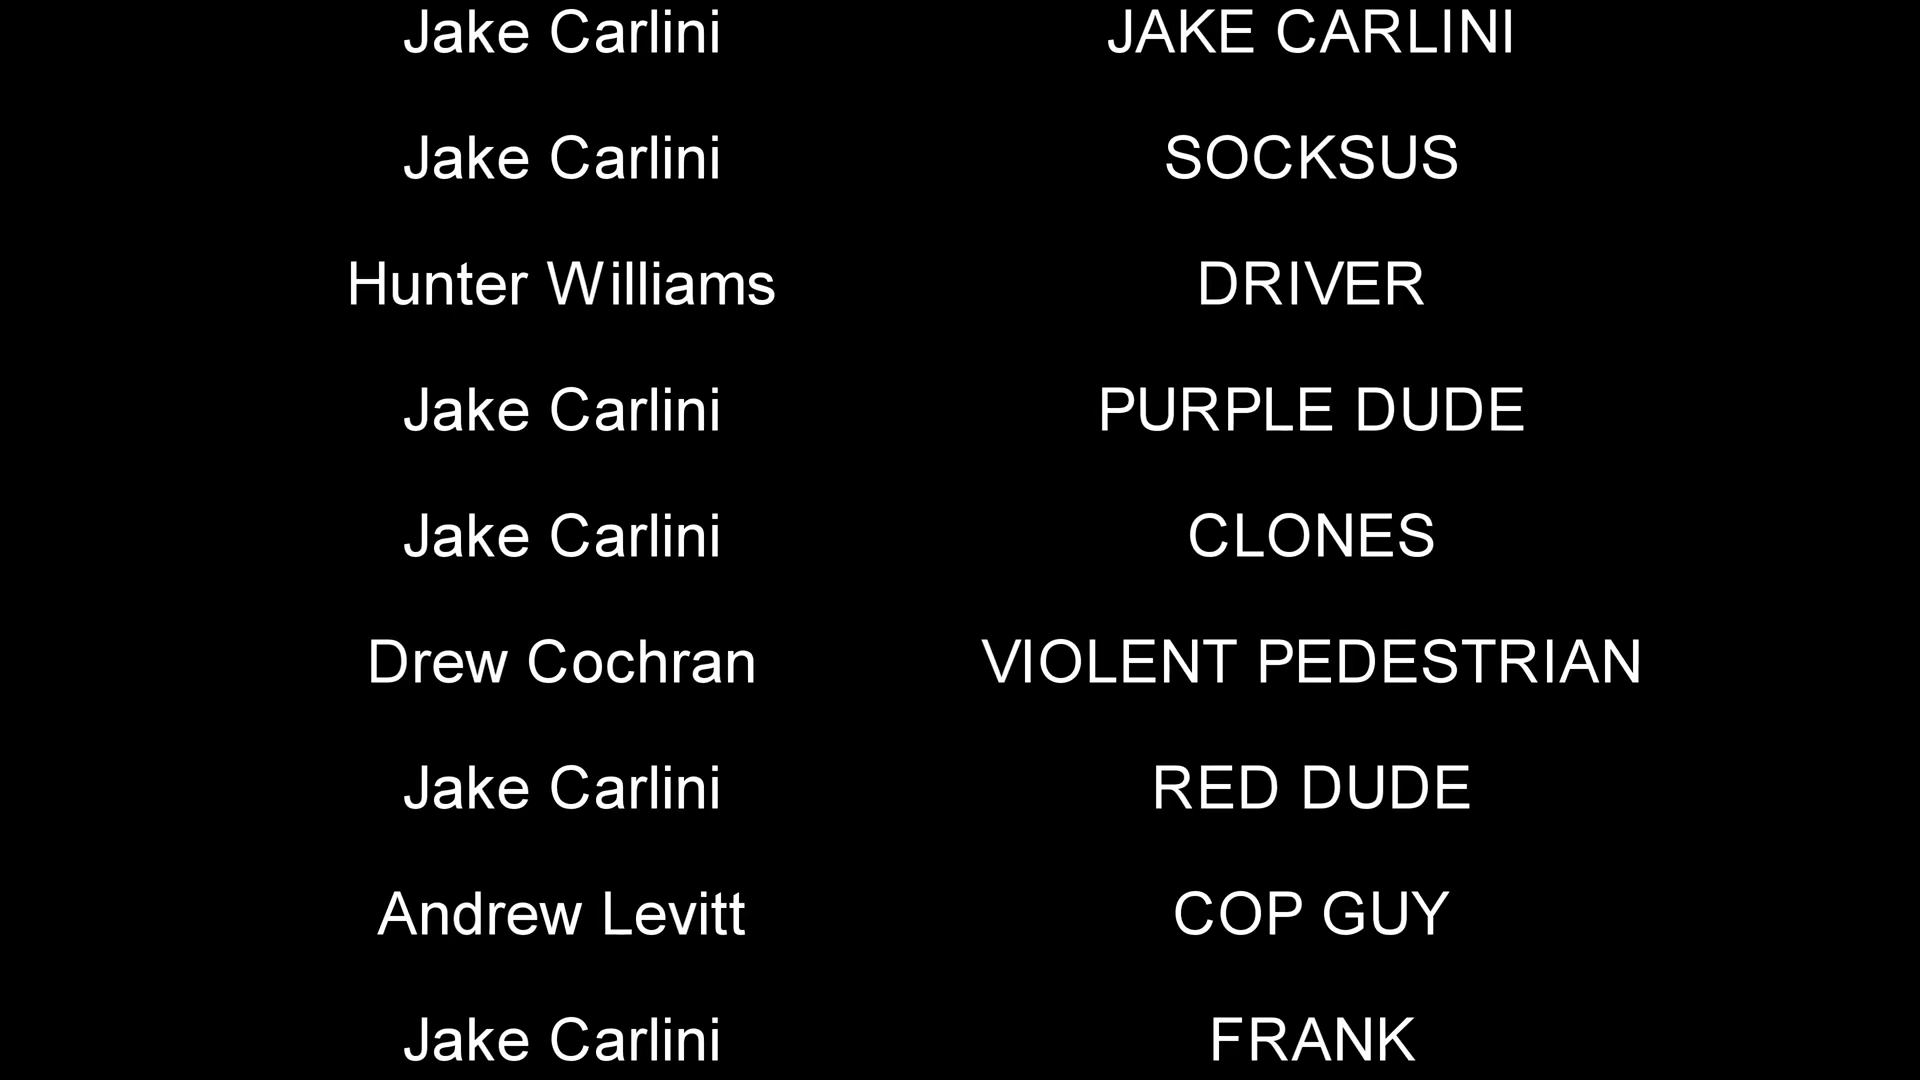 Jake Carlini JAKE CARLINI
Jake Carlini SOCKSUS
Hunter Williams DRIVER
Jake Carlini PURPLE DUDE
Jake Carlini CLONES
Drew Cochran VIOLENT PEDESTRIAN
Jake Carlini RED DUDE
Andrew Levitt COP GUY
Jake Carlini FRANK